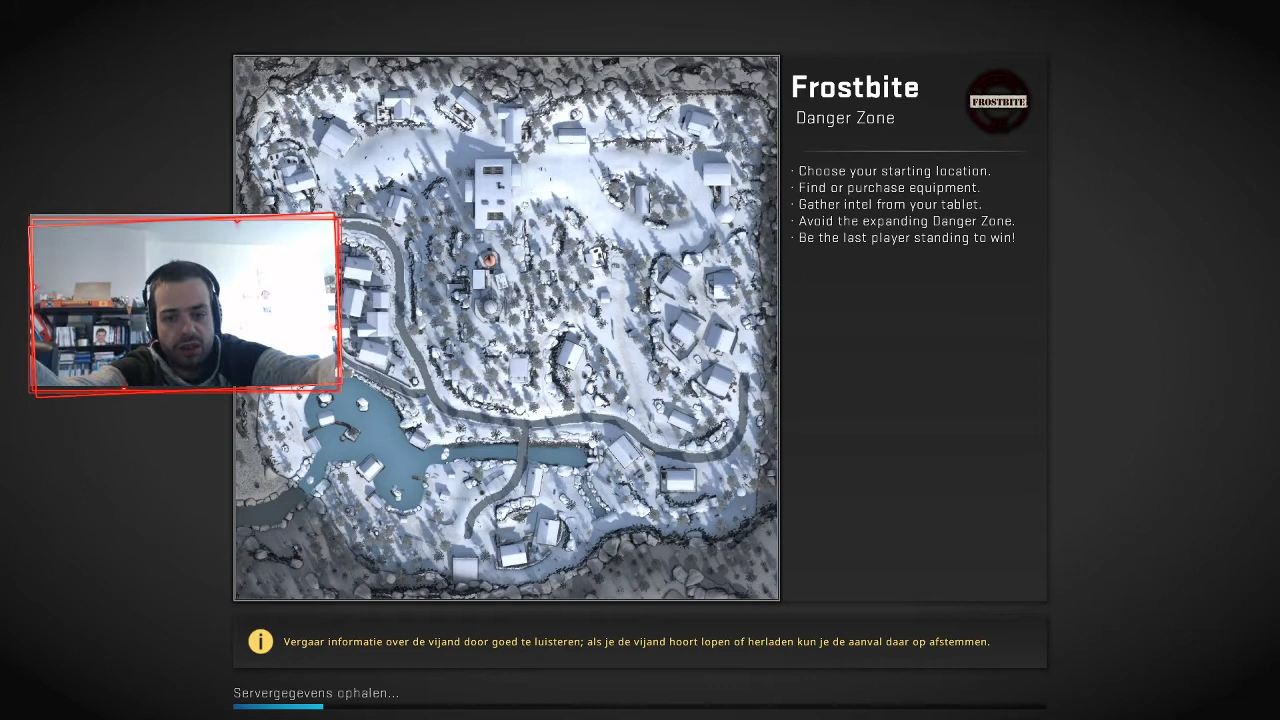 Frostbite
FROSTBITE
Danger Zone
· Choose your starting location.
· Find or purchase equipment.
· Gather intel from your tablet.
· Avoid the expanding Danger Zone.
· Be the last player standing to win!
Vergaar informatie over de vijand door goed te luisteren; als je de vijand hoort lopen of herladen kun je de aanval daar op afstemmen.
Servergegevens ophalen...